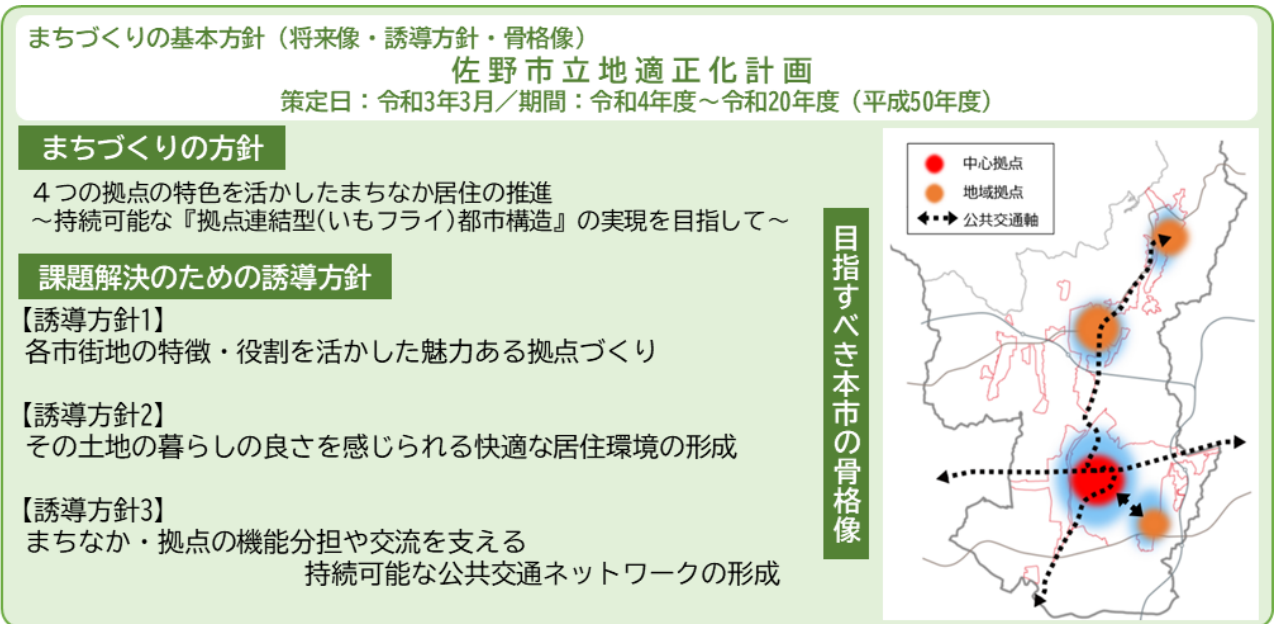 まちづくりの基本方針（将来像・誘導方針・骨格像）
佐野市立地適正化計画
策定日：令和3年3月／期間：令和4年度～令和20年度（平成50年度）
まちづくりの方針
４つの拠点の特色を活かしたまちなか居住の推進
～持続可能な『拠点連結型(いもフライ)都市構造』の実現を目指して～
課題解決のための誘導方針
【誘導方針1】
各市街地の特徴・役割を活かした魅力ある拠点づくり
【誘導方針2】
その土地の暮らしの良さを感じられる快適な居住環境の形成
【誘導方針3】
まちなか・拠点の機能分担や交流を支える
持続可能な公共交通ネットワークの形成
目指すべき本市の骨格像
中心拠点
地域拠点
公共交通軸